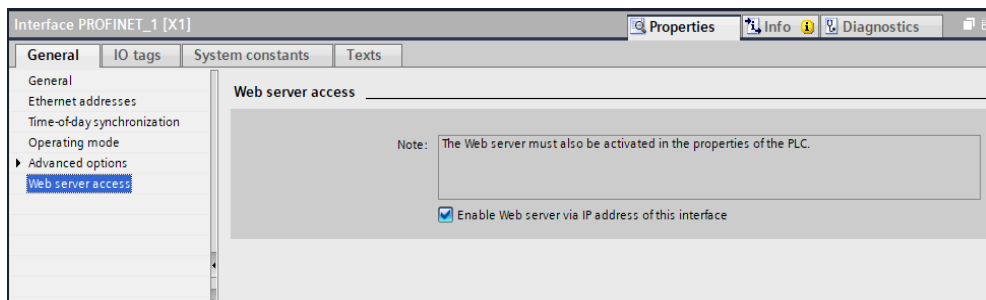 Interface PROFINET_1 [X1]
Properties
Info
Diagnostics
General
IO tags
System constants
Texts
General
Ethernet addresses
Time-of-day synchronization
Operating mode
Advanced options
Web server access
Web server access
Note:
The Web server must also be activated in the properties of the PLC.
Enable Web server via IP address of this interface